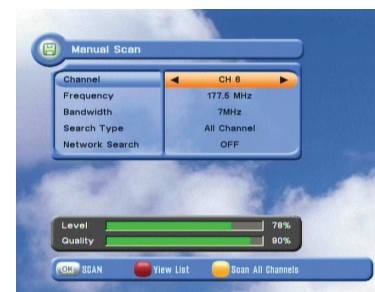 Manual Scan
Channel CH 6
Frequency 177.5 MHz
Bandwidth 7MHz
Search Type All Channel
Network Search OFF
Level 78%
Quality 90%
OK SCAN View List Scan All Channels